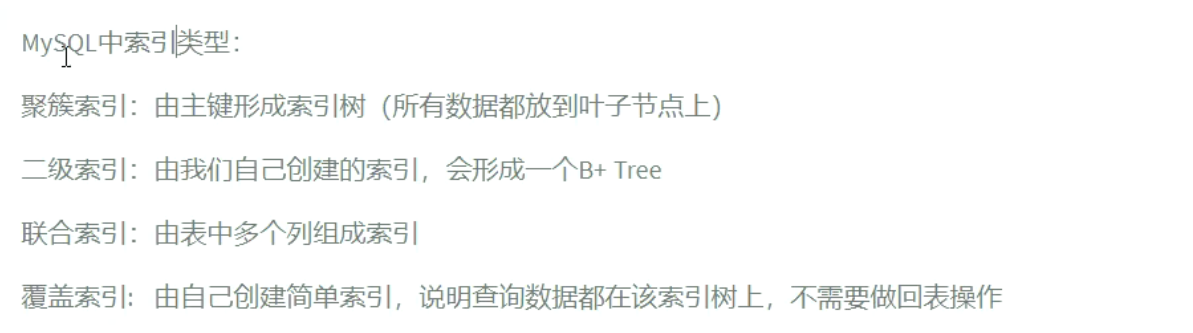 MySQL中索引类型：
聚簇索引：由主键形成索引树（所有数据都放到叶子节点上）
二级索引：由我们自己创建的索引，会形成一个B+ Tree
联合索引：由表中多个列组成索引
覆盖索引：由自己创建简单索引，说明查询数据都在该索引树上，不需要做回表操作